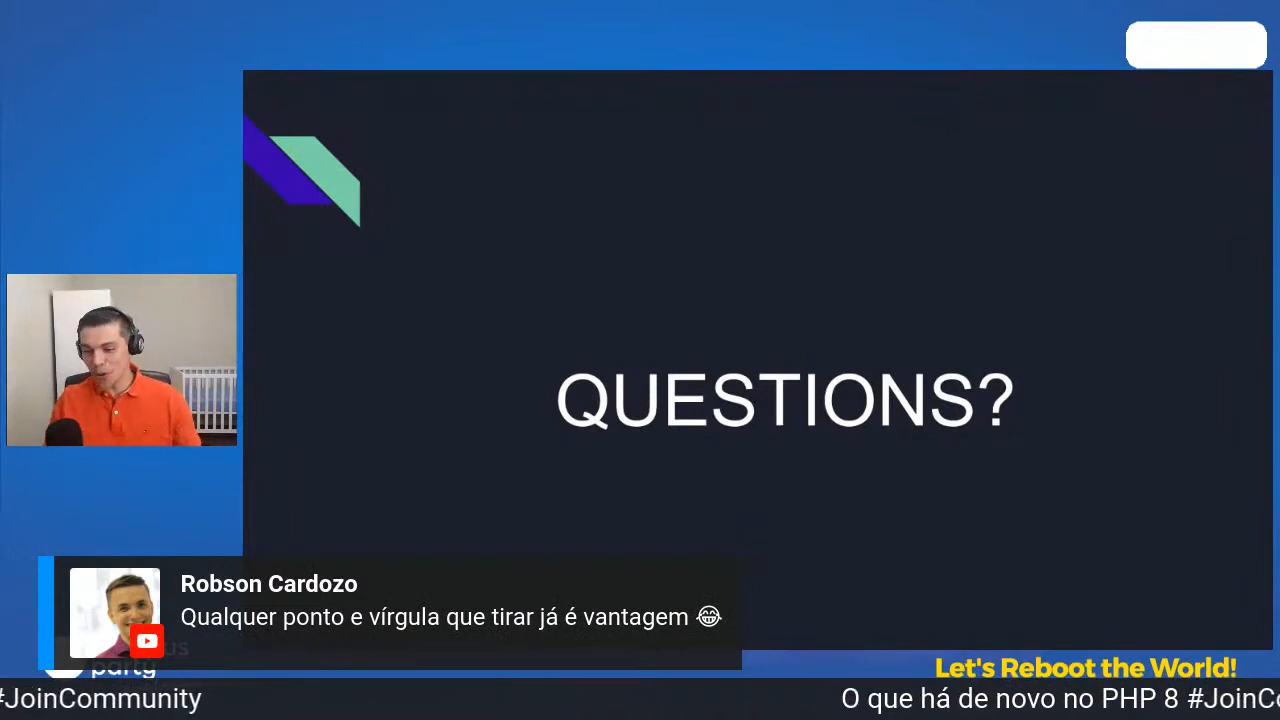 QUESTIONS?
Robson Cardozo
Qualquer ponto e vírgula que tirar já é vantagem 😂
party
Let's Reboot the World!
#JoinCommunity
O que há de novo no PHP 8 #JoinCo